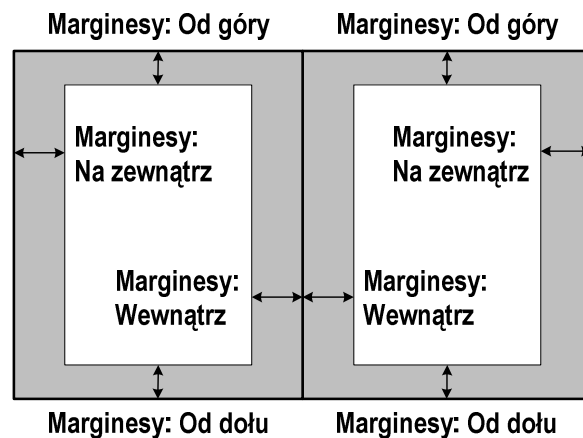 Marginesy: Od góry
Marginesy: Od góry
Marginesy:
Na zewnątrz
Marginesy:
Na zewnątrz
Marginesy:
Wewnątrz
Marginesy:
Wewnątrz
Marginesy: Od dołu
Marginesy: Od dołu